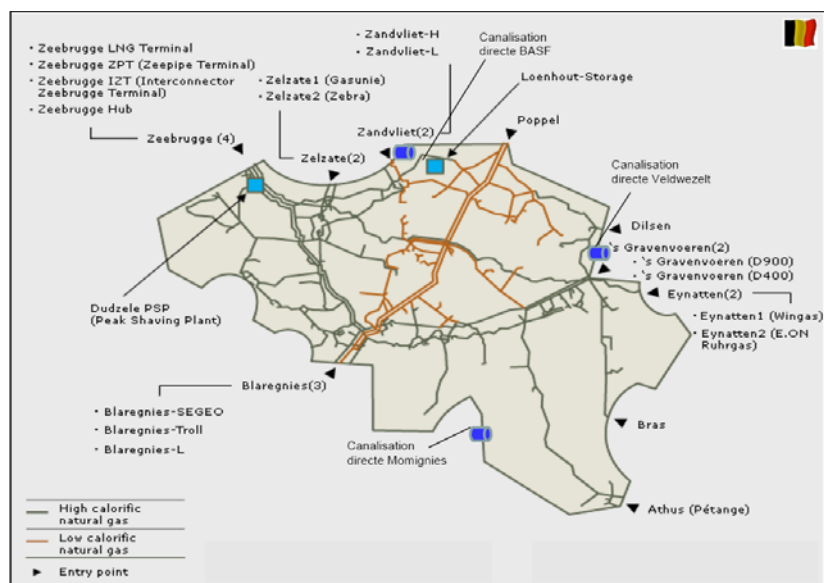 · Zeebrugge LNG Terminal
· Zeebrugge ZPT (Zeepipe Terminal)
· Zeebrugge IZT (Interconnector
Zeebrugge Terminal)
· Zeebrugge Hub
Zeebrugge (4)
· Zelzate1 (Gasunie)
· Zelzate2 (Zebra)
Zelzate(2)
· Zandvliet-H
· Zandvliet-L
Zandvliet(2)
Canalisation
directe BASF
Loenhout-Storage
Poppel
Canalisation
directe Veldwezelt
Dilsen
's Gravenvoeren(2)
· 's Gravenvoeren (D900)
· 's Gravenvoeren (D400)
Eynatten(2)
· Eynatten1 (Wingas)
· Eynatten2 (E.ON
Ruhrgas)
Dudzele PSP
(Peak Shaving Plant)
Blaregnies(3)
· Blaregnies-SEGEO
· Blaregnies-Troll
· Blaregnies-L
Canalisation
directe Momignies
Bras
Athus (Pétange)
High calorific
natural gas
Low calorific
natural gas
Entry point